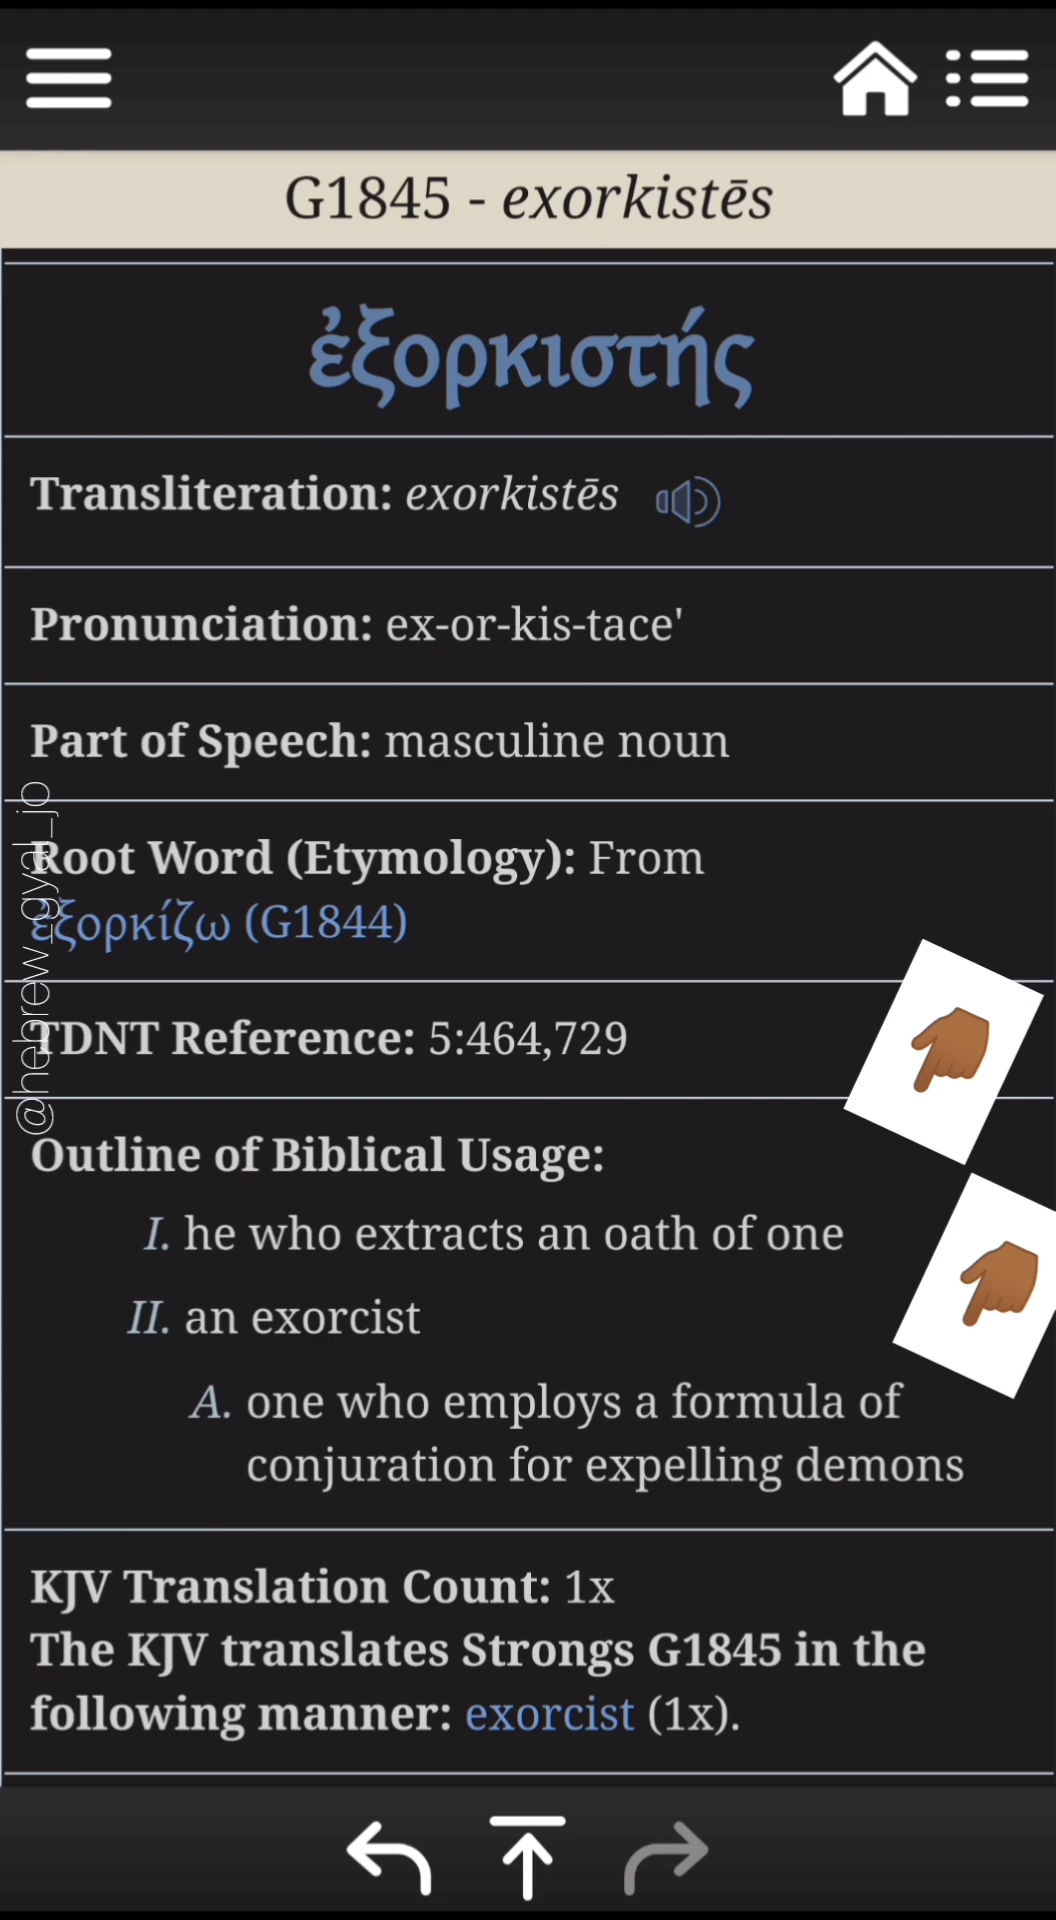 G1845 - exorkistēs
ἐξορκιστής
Transliteration: exorkistēs
Pronunciation: ex-or-kis-tace'
Part of Speech: masculine noun
Root Word (Etymology): From
ἐξορκίζω (G1844)
TDNT Reference: 5:464,729
Outline of Biblical Usage:
I. he who extracts an oath of one
II. an exorcist
A. one who employs a formula of
conjuration for expelling demons
KJV Translation Count: 1x
The KJV translates Strongs G1845 in the
following manner: exorcist (1x).
@hebrew_gyal_jo